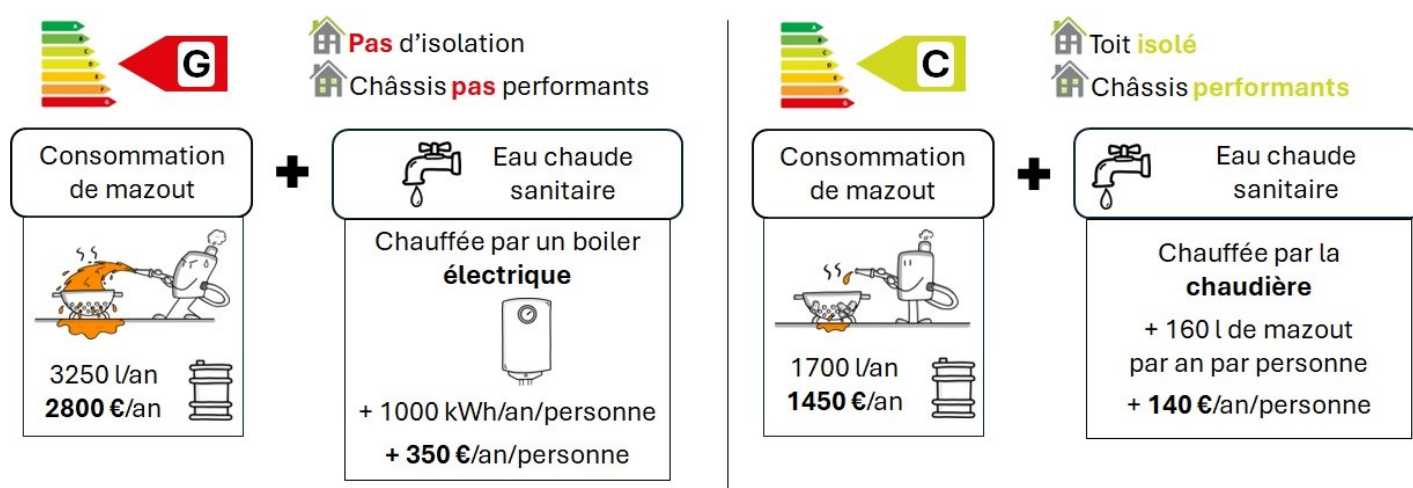 G
Pas d'isolation
Châssis pas performants
Consommation
de mazout
+
Eau chaude
sanitaire
3250 l/an
2800 €/an
Chauffée par un boiler
électrique
+ 1000 kWh/an/personne
+ 350 €/an/personne
C
Toit isolé
Châssis performants
Consommation
de mazout
+
Eau chaude
sanitaire
1700 l/an
1450 €/an
Chauffée par la
chaudière
+ 160 l de mazout
par an par personne
+ 140 €/an/personne